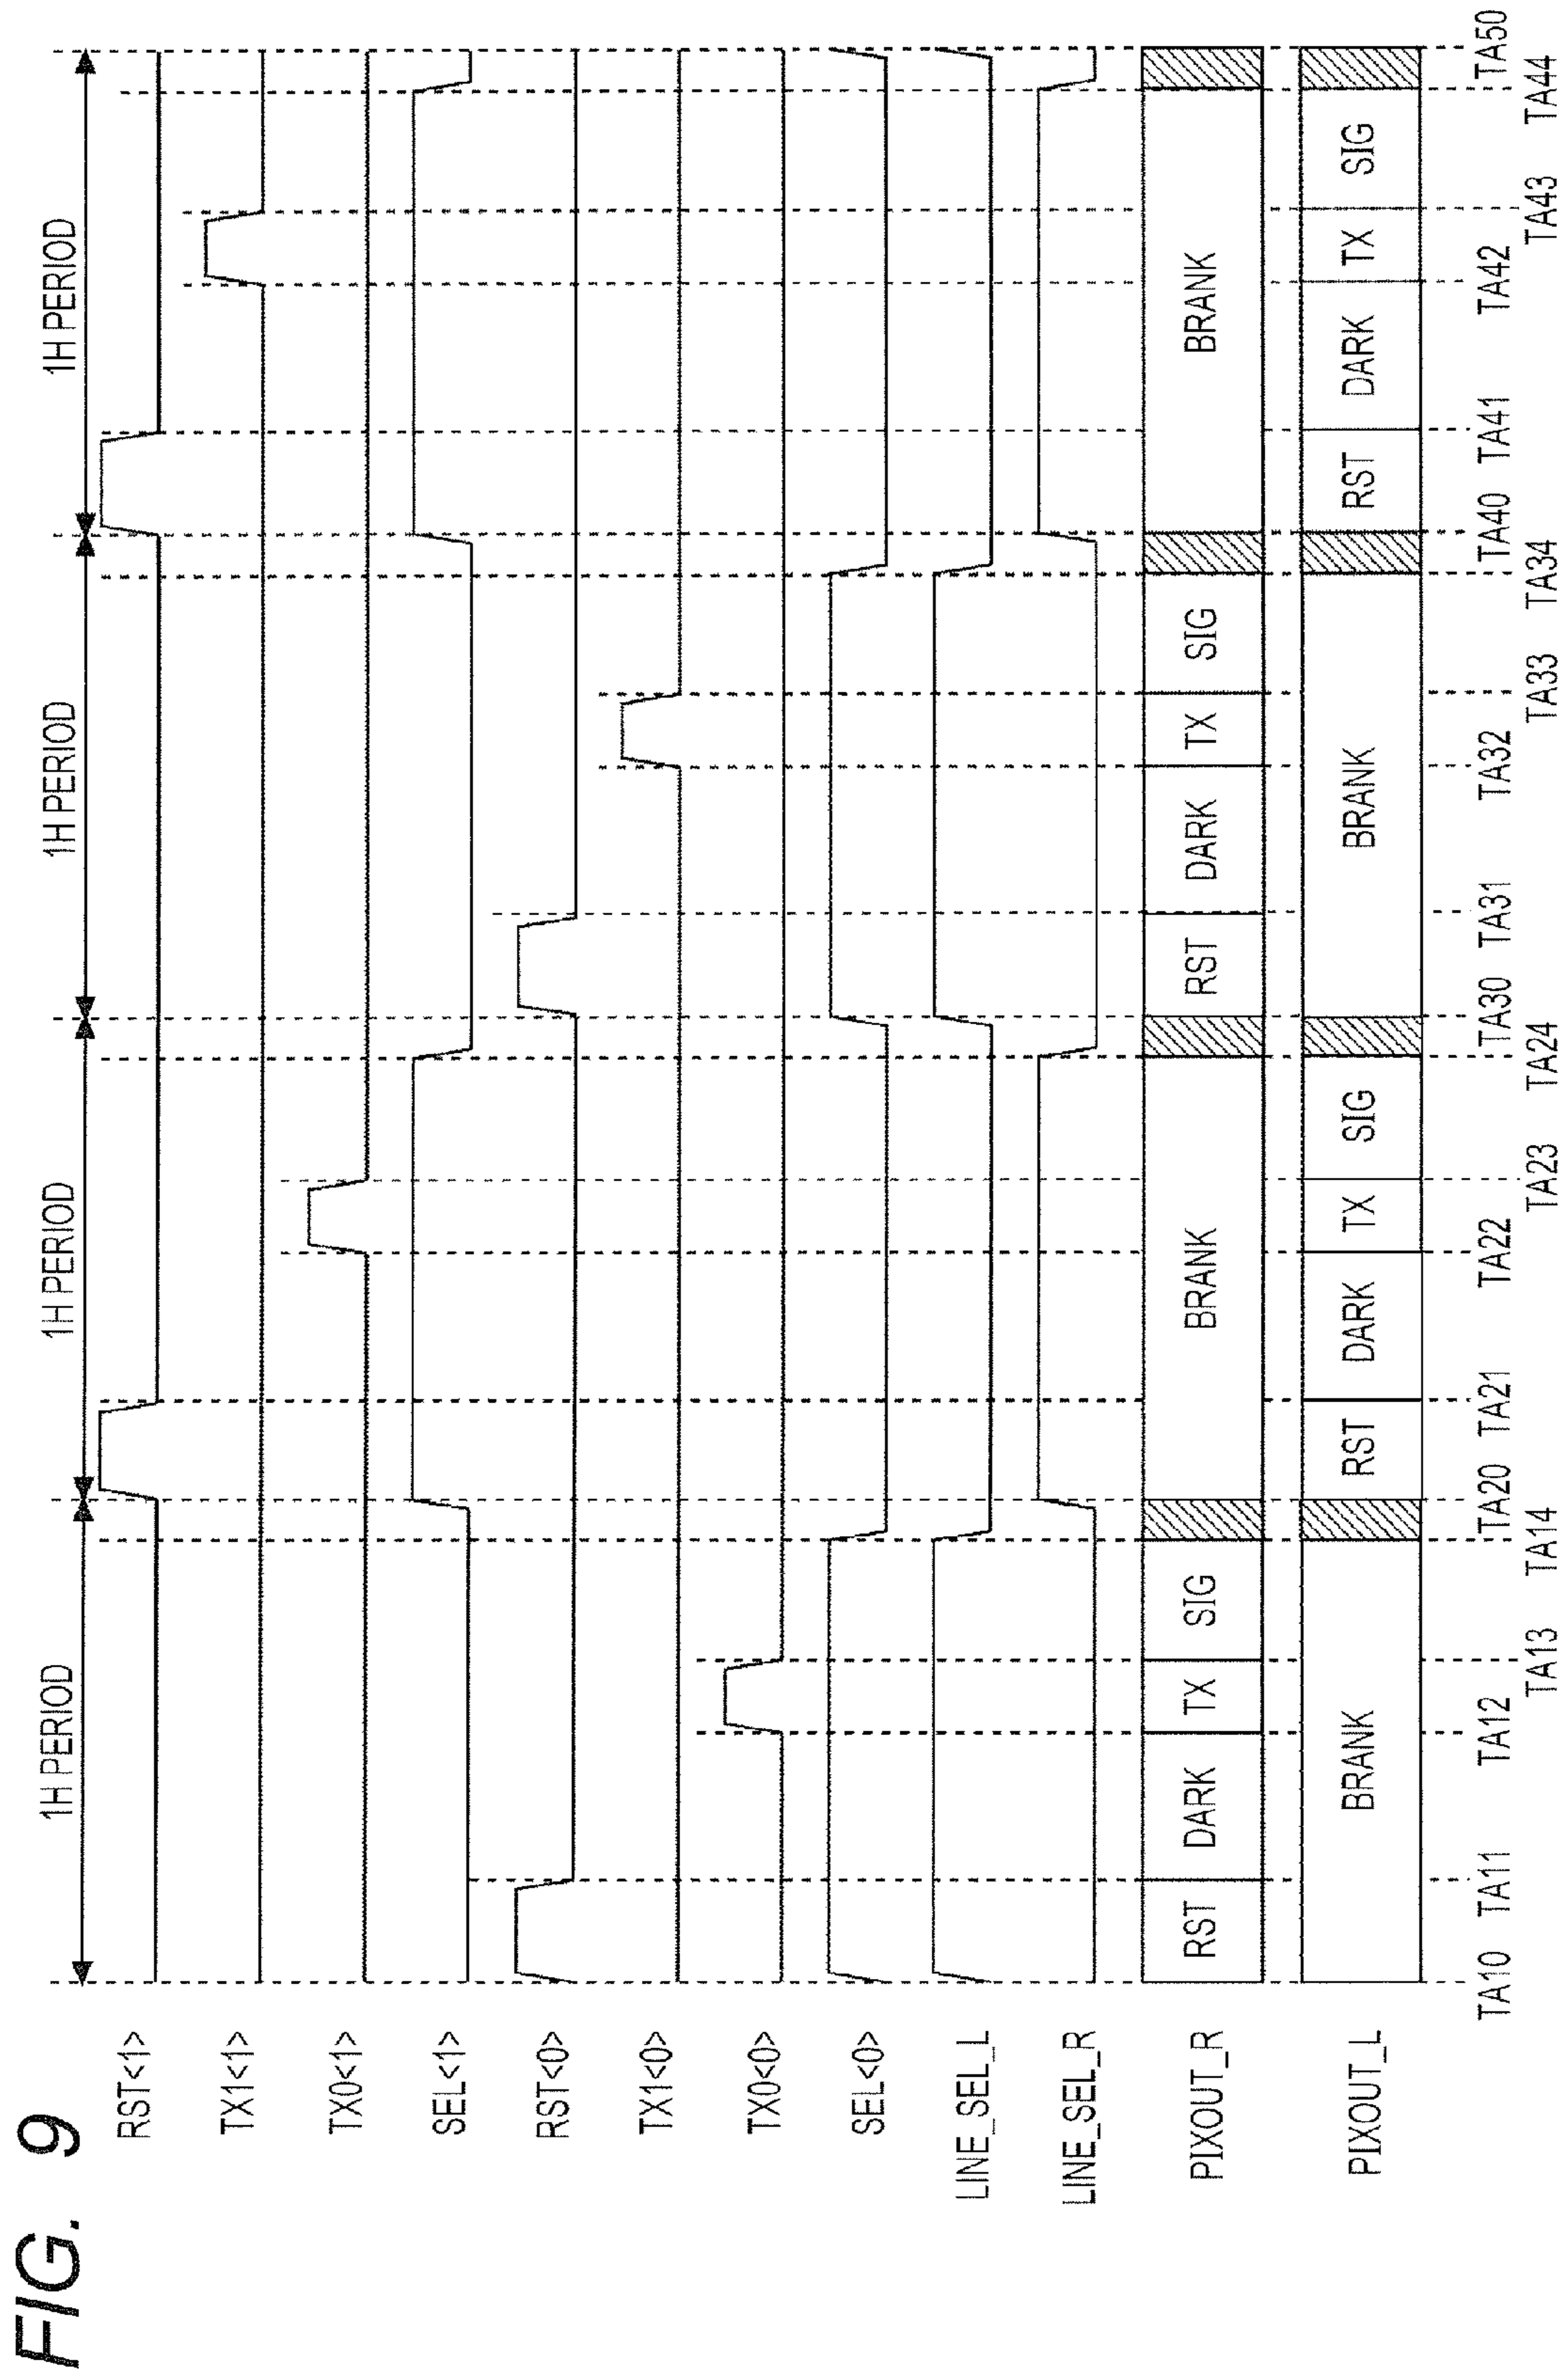 FIG. 9
1H PERIOD 1H PERIOD 1H PERIOD 1H PERIOD
RST<1>
TX1<1>
TX0<1>
SEL<1>
RST<0>
TX1<0>
TX0<0>
SEL<0>
LINE_SEL_L
LINE_SEL_R
PIXOUT_R RST DARK TX SIG BRANK RST DARK TX SIG BRANK
PIXOUT_L BRANK RST DARK TX SIG BRANK RST DARK TX SIG
TA10 TA11 TA12 TA20 TA21 TA22 TA30 TA31 TA32 TA40 TA41 TA42 TA50
TA13 TA14 TA23 TA24 TA33 TA34 TA43 TA44